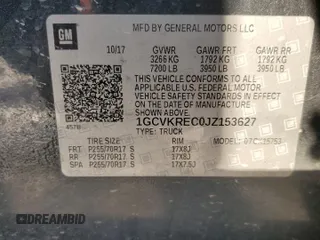 GM
MFD BY GENERAL MOTORS LLC
10/17 GVWR GAWR FRT GAWR RR
3266 KG 1792 KG 1792 KG
7200 LB 3950 LB 3950 LB
THIS VEHICLE CONFORMS TO ALL
APPLICABLE U.S. FEDERAL MOTOR
VEHICLE SAFETY STANDARDS IN EFFECT ON
THE DATE OF MANUFACTURE SHOWN ABOVE.
1GCVKREC0JZ153627
TYPE: TRUCK
TIRE SIZE RIM
FRT P255/70R17 S 17X8J
RR P255/70R17 S 17X8J
SPA P255/70R17 S 17X7.5J
AUTOBIDMASTER